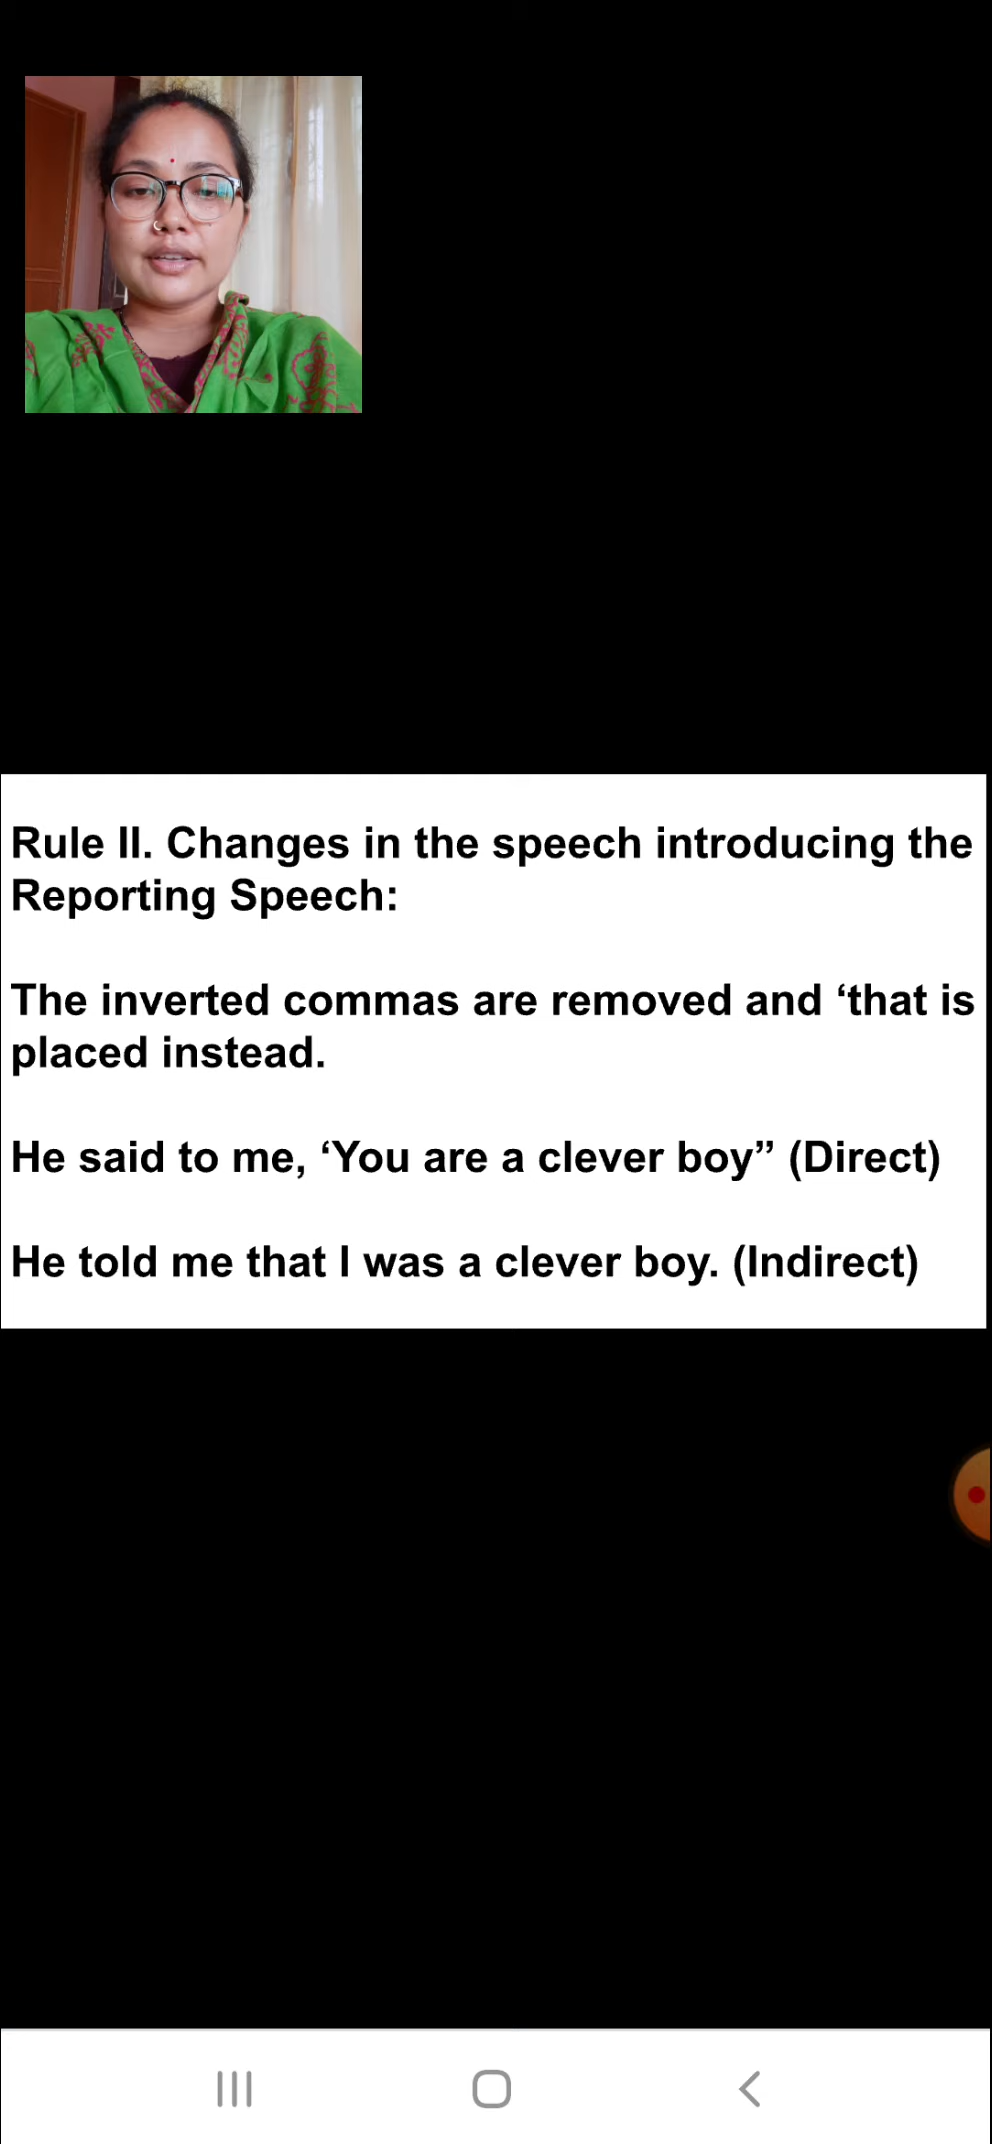 Rule II. Changes in the speech introducing the
Reporting Speech:
The inverted commas are removed and ‘that is
placed instead.
He said to me, ‘You are a clever boy” (Direct)
He told me that I was a clever boy. (Indirect)